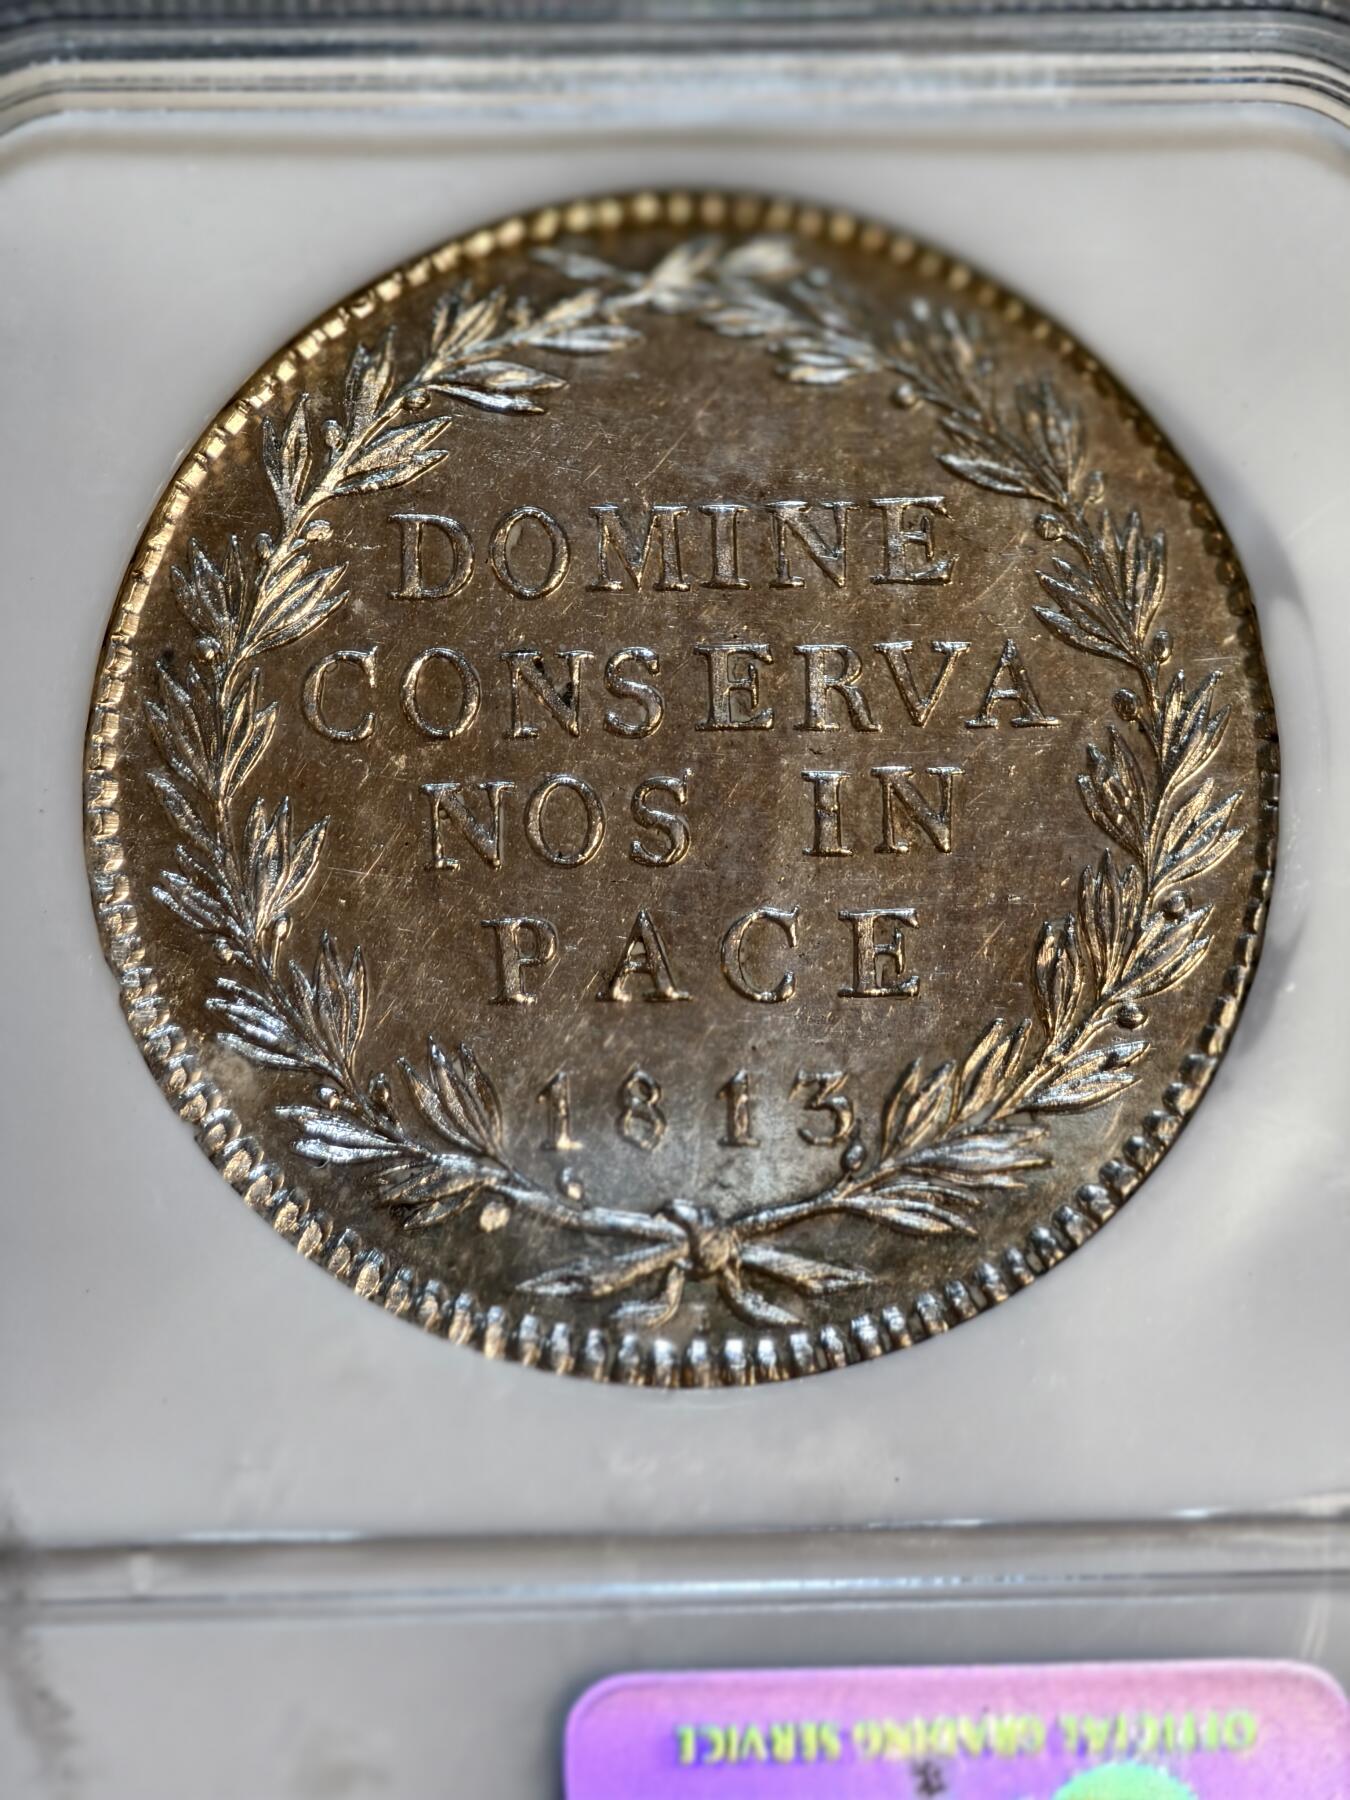 DOMINE
CONSERVA
NOS IN
PACE
1813
OFFICIAL GRADING SERVICE